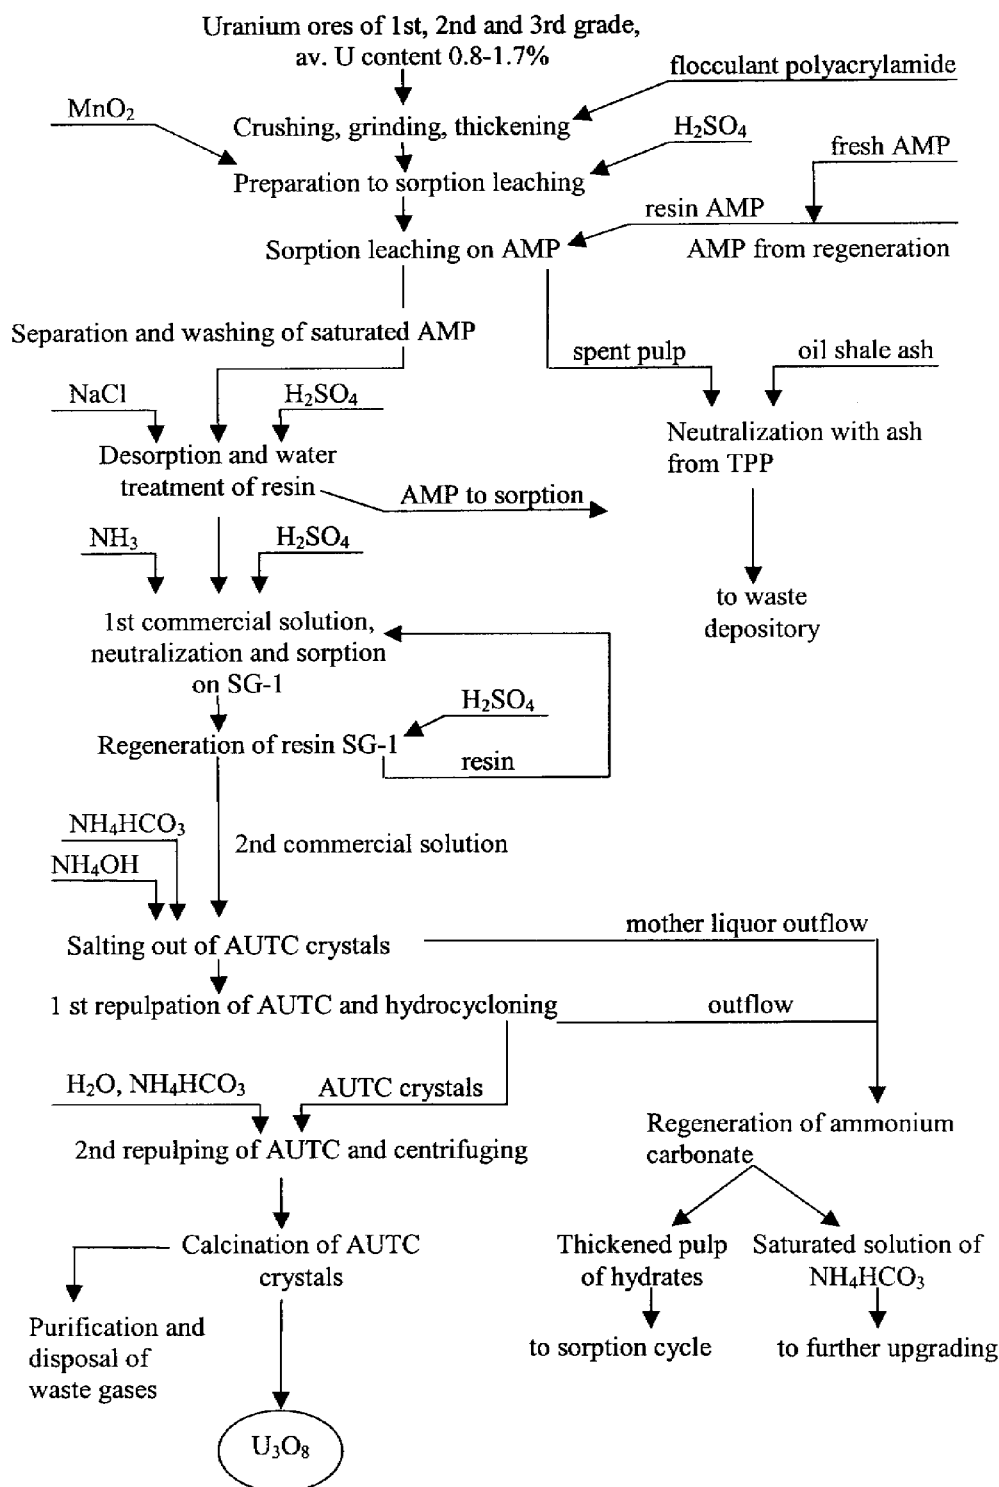 Uranium ores of 1st, 2nd and 3rd grade,
av. U content 0.8-1.7%
flocculant polyacrylamide
MnO₂
Crushing, grinding, thickening
H₂SO₄
fresh AMP
Preparation to sorption leaching
resin AMP
Sorption leaching on AMP
AMP from regeneration
Separation and washing of saturated AMP
spent pulp
oil shale ash
NaCl
H₂SO₄
Neutralization with ash
from TPP
Desorption and water
treatment of resin
AMP to sorption
NH₃
H₂SO₄
to waste
depository
1st commercial solution,
neutralization and sorption
on SG-1
H₂SO₄
Regeneration of resin SG-1
resin
NH₄HCO₃
2nd commercial solution
NH₄OH
mother liquor outflow
Salting out of AUTC crystals
1 st repulpation of AUTC and hydrocycloning
outflow
H₂O, NH₄HCO₃
AUTC crystals
Regeneration of ammonium
carbonate
2nd repulping of AUTC and centrifuging
Calcination of AUTC
crystals
Thickened pulp
of hydrates
Saturated solution of
NH₄HCO₃
Purification and
disposal of
waste gases
to sorption cycle
to further upgrading
U₃O₈